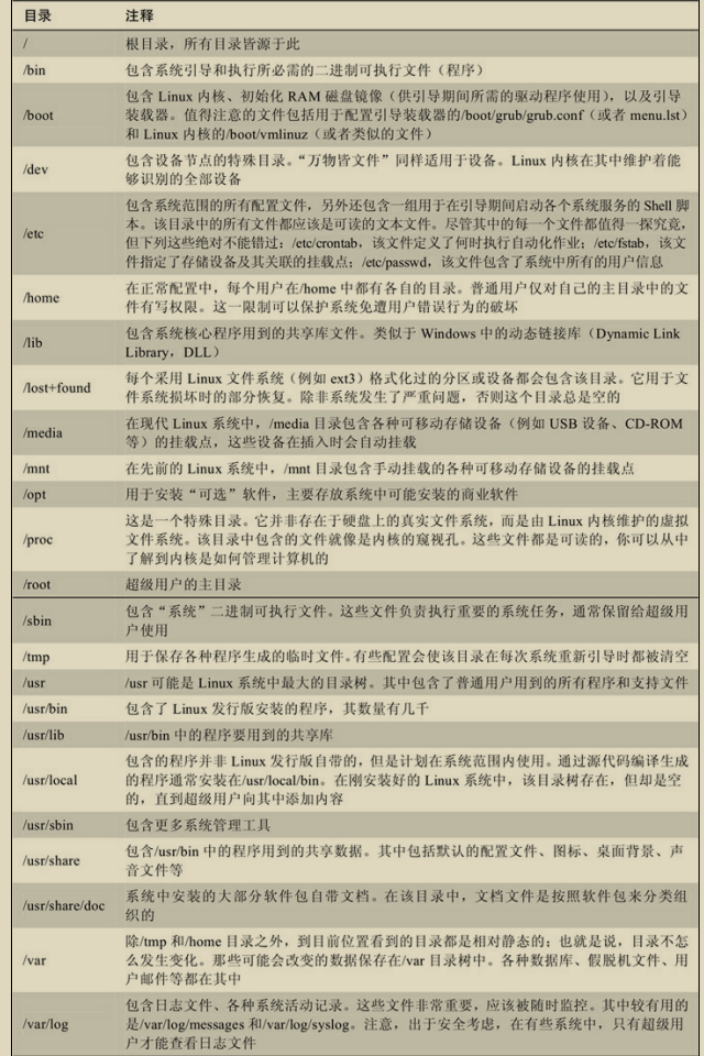 目录 注释
/ 根目录，所有目录皆源于此
/bin 包含系统引导和执行所必需的二进制可执行文件（程序）
包含 Linux 内核、初始化 RAM 磁盘镜像（供引导期间所需的驱动程序使用），以及引导
/boot 装载器。值得注意的文件包括用于配置引导装载器的/boot/grub/grub.conf（或者 menu.lst）
和 Linux 内核的/boot/vmlinuz（或者类似的文件）
/dev 包含设备节点的特殊目录。“万物皆文件”同样适用于设备。Linux 内核在其中维护着能
够识别的全部设备
包含系统范围的所有配置文件，另外还包含一组用于在引导期间启动各个系统服务的 Shell 脚
本。该目录中的所有文件都应该是可读的文本文件。尽管其中的每一个文件都值得一探究竟，
/etc 但下列这些绝对不能错过：/etc/crontab，该文件定义了何时执行自动化作业；/etc/fstab，该文
件指定了存储设备及其关联的挂载点；/etc/passwd，该文件包含了系统中所有的用户信息
/home 在正常配置中，每个用户在/home 中都有各自的目录。普通用户仅对自己的主目录中的文
件有写权限。这一限制可以保护系统免遭用户错误行为的破坏
/lib 包含系统核心程序用到的共享库文件。类似于 Windows 中的动态链接库（Dynamic Link
Library，DLL）
/lost+found 每个采用 Linux 文件系统（例如 ext3）格式化过的分区或设备都会包含该目录。它用于文
件系统损坏时的部分恢复。除非系统发生了严重问题，否则这个目录总是空的
/media 在现代 Linux 系统中，/media 目录包含各种可移动存储设备（例如 USB 设备、CD-ROM
等）的挂载点，这些设备在插入时会自动挂载
/mnt 在先前的 Linux 系统中，/mnt 目录包含手动挂载的各种可移动存储设备的挂载点
/opt 用于安装“可选”软件，主要存放系统中可能安装的商业软件
这是一个特殊目录。它并非存在于硬盘上的真实文件系统，而是由 Linux 内核维护的虚拟
/proc 文件系统。该目录中包含的文件就像是内核的窥视孔。这些文件都是可读的，你可以从中
了解到内核是如何管理计算机的
/root 超级用户的主目录
/sbin 包含“系统”二进制可执行文件。这些文件负责执行重要的系统任务，通常保留给超级用
户使用
/tmp 用于保存各种程序生成的临时文件。有些配置会使该目录在每次系统重新引导时都被清空
/usr /usr 可能是 Linux 系统中最大的目录树。其中包含了普通用户用到的所有程序和支持文件
/usr/bin 包含了 Linux 发行版安装的程序，其数量有几千
/usr/lib /usr/bin 中的程序要用到的共享库
包含的程序并非 Linux 发行版自带的，但是计划在系统范围内使用。通过源代码编译生成
/usr/local 的程序通常安装在/usr/local/bin。在刚安装好的 Linux 系统中，该目录树存在，但却是空
的，直到超级用户向其中添加内容
/usr/sbin 包含更多系统管理工具
/usr/share 包含/usr/bin 中的程序用到的共享数据。其中包括默认的配置文件、图标、桌面背景、声
音文件等
/usr/share/doc 系统中安装的大部分软件包自带文档。在该目录中，文档文件是按照软件包来分类组
织的
除/tmp 和/home 目录之外，到目前位置看到的目录都是相对静态的；也就是说，目录不怎
/var 么发生变化。那些可能会改变的数据保存在/var 目录树中。各种数据库、假脱机文件、用
户邮件等都在其中
包含日志文件、各种系统活动记录。这些文件非常重要，应该被随时监控。其中较有用的
/var/log 是/var/log/messages 和/var/log/syslog。注意，出于安全考虑，在有些系统中，只有超级用
户才能查看日志文件